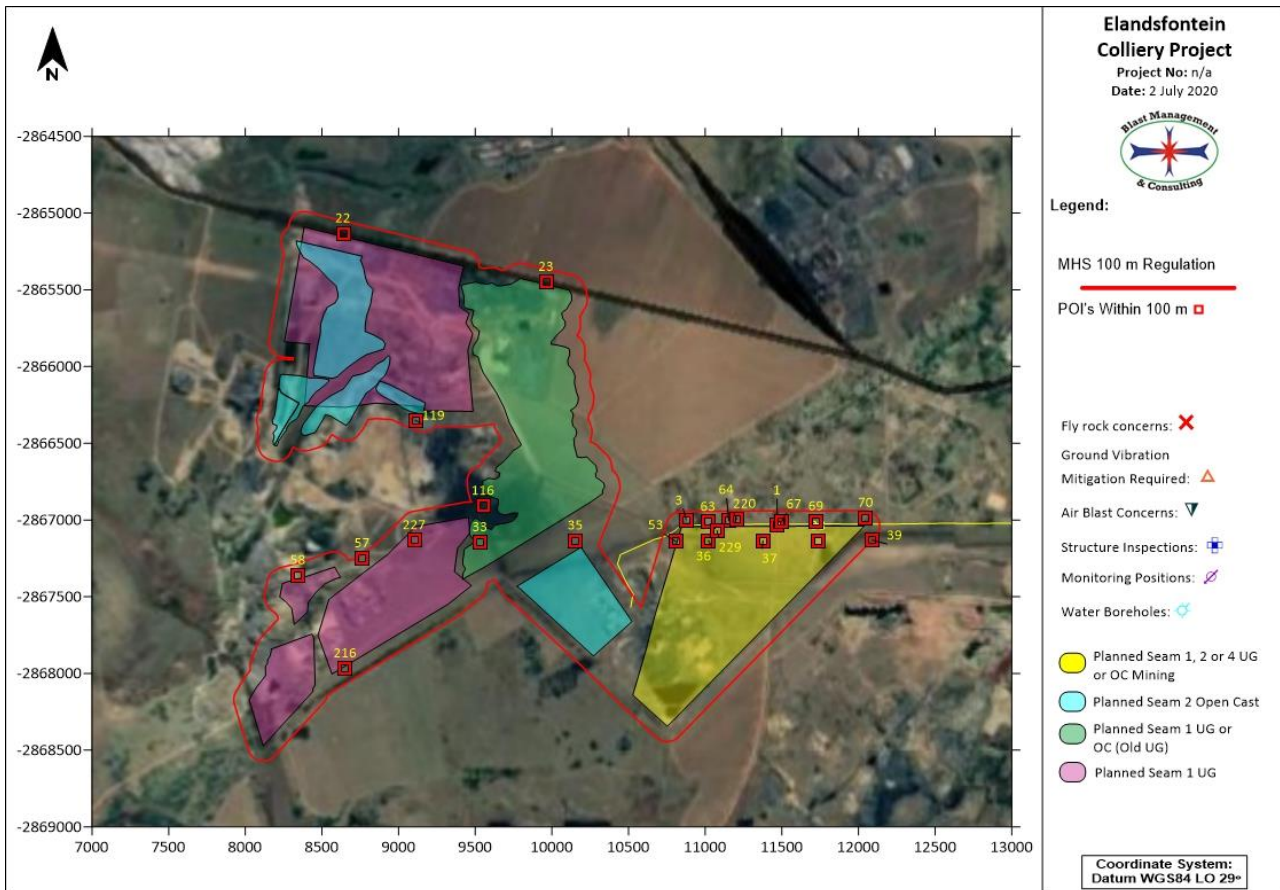 Elandsfontein
Colliery Project
Project No: n/a
Date: 2 July 2020
Blast Management
& Consulting
Legend:
MHS 100 m Regulation
POI's Within 100 m
Fly rock concerns:
Ground Vibration
Mitigation Required:
Air Blast Concerns:
Structure Inspections:
Monitoring Positions:
Water Boreholes:
Planned Seam 1, 2 or 4 UG
or OC Mining
Planned Seam 2 Open Cast
Planned Seam 1 UG or
OC (Old UG)
Planned Seam 1 UG
Coordinate System:
Datum WGS84 LO 29°
N
-2864500
-2865000
-2865500
-2866000
-2866500
-2867000
-2867500
-2868000
-2868500
-2869000
7000
7500
8000
8500
9000
9500
10000
10500
11000
11500
12000
12500
13000
22
23
119
116
227
33
35
57
58
216
3
63
64
220
1
67
69
70
53
36
229
37
39